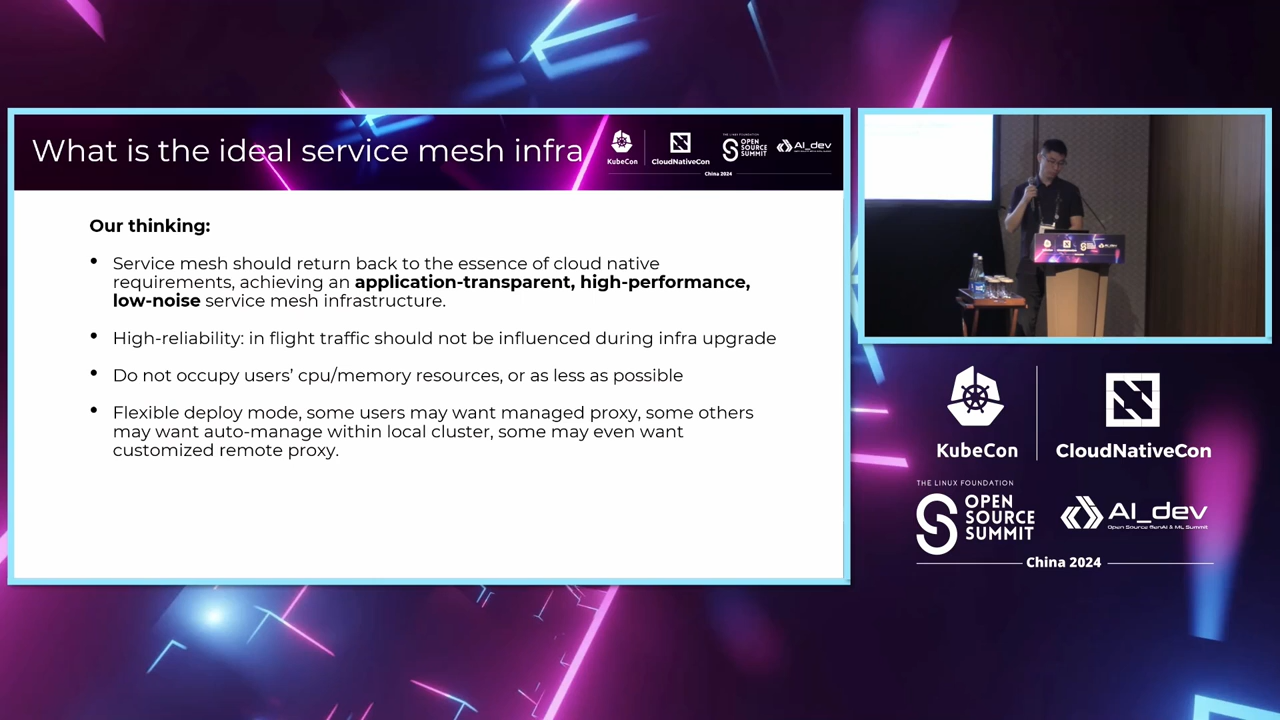 What is the ideal service mesh infra
KubeCon
CloudNativeCon
THE LINUX FOUNDATION
OPEN
SOURCE
SUMMIT
AI_dev
China 2024
Our thinking:
• Service mesh should return back to the essence of cloud native
requirements, achieving an application-transparent, high-performance,
low-noise service mesh infrastructure.
• High-reliability: in flight traffic should not be influenced during infra upgrade
• Do not occupy users’ cpu/memory resources, or as less as possible
• Flexible deploy mode, some users may want managed proxy, some others
may want auto-manage within local cluster, some may even want
customized remote proxy.
KubeCon
CloudNativeCon
THE LINUX FOUNDATION
OPEN
SOURCE
SUMMIT
AI_dev
Open Source GenAI & ML Summit
China 2024